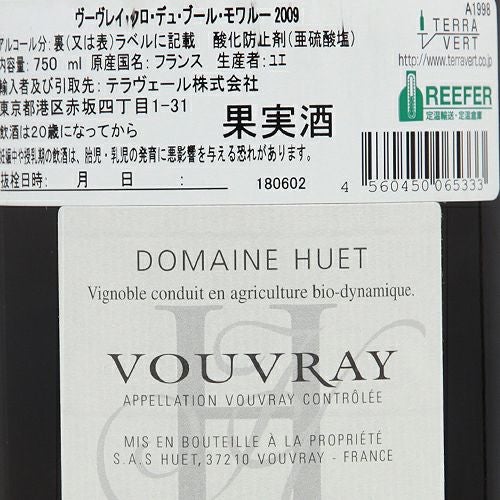 ヴーヴレイ・クロ・デュ・ブール・モワルー 2009
アルコール分:裏(又は表)ラベルに記載 酸化防止剤(亜硫酸塩)
内容量: 750 ml 原産国名: フランス 生産者: ユエ
輸入者及び引取先: テラヴェール株式会社
東京都港区赤坂四丁目1-31
飲酒は20歳になってから
妊娠中や授乳期の飲酒は、胎児・乳児の発育に悪影響を与える恐れがあります。
果実酒
抜栓日時: 月 日 :
180602
A1998
TERRA
VERT
http://www.terravert.co.jp
REEFER
定温輸送・定温倉庫
4 560450 065333
DOMAINE HUET
Vignoble conduit en agriculture bio-dynamique.
VOUVRAY
APPELLATION VOUVRAY CONTRÔLÉE
MIS EN BOUTEILLE À LA PROPRIÉTÉ
S.A.S HUET, 37210 VOUVRAY - FRANCE